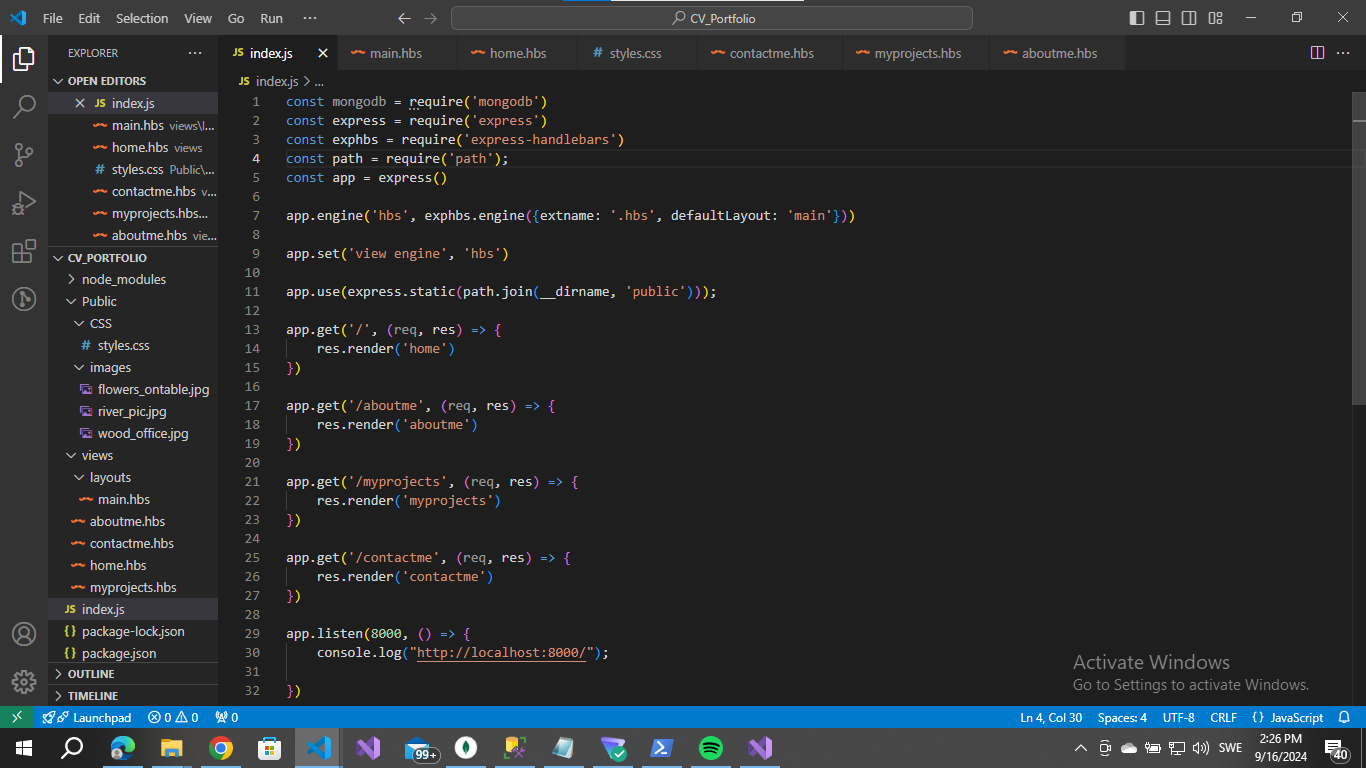 File Edit Selection View Go Run ···
CV_Portfolio
EXPLORER ···
OPEN EDITORS
JS index.js
main.hbs views\l...
home.hbs views
# styles.css Public\...
contactme.hbs v...
myprojects.hbs...
aboutme.hbs vie...
CV_PORTFOLIO
node_modules
Public
CSS
# styles.css
images
flowers_ontable.jpg
river_pic.jpg
wood_office.jpg
views
layouts
main.hbs
aboutme.hbs
contactme.hbs
home.hbs
myprojects.hbs
JS index.js
{} package-lock.json
{} package.json
OUTLINE
TIMELINE
JS index.js main.hbs home.hbs # styles.css contactme.hbs myprojects.hbs aboutme.hbs
JS index.js > ...
1 const mongodb = require('mongodb')
2 const express = require('express')
3 const exphbs = require('express-handlebars')
4 const path = require('path');
5 const app = express()
6
7 app.engine('hbs', exphbs.engine({extname: '.hbs', defaultLayout: 'main'}))
8
9 app.set('view engine', 'hbs')
10
11 app.use(express.static(path.join(__dirname, 'public')));
12
13 app.get('/', (req, res) => {
14 res.render('home')
15 })
16
17 app.get('/aboutme', (req, res) => {
18 res.render('aboutme')
19 })
20
21 app.get('/myprojects', (req, res) => {
22 res.render('myprojects')
23 })
24
25 app.get('/contactme', (req, res) => {
26 res.render('contactme')
27 })
28
29 app.listen(8000, () => {
30 console.log("http://localhost:8000/");
31
32 })
Activate Windows
Go to Settings to activate Windows.
Launchpad 0 0 0 Ln 4, Col 30 Spaces: 4 UTF-8 CRLF {} JavaScript
99+ SWE 2:26 PM
9/16/2024 40